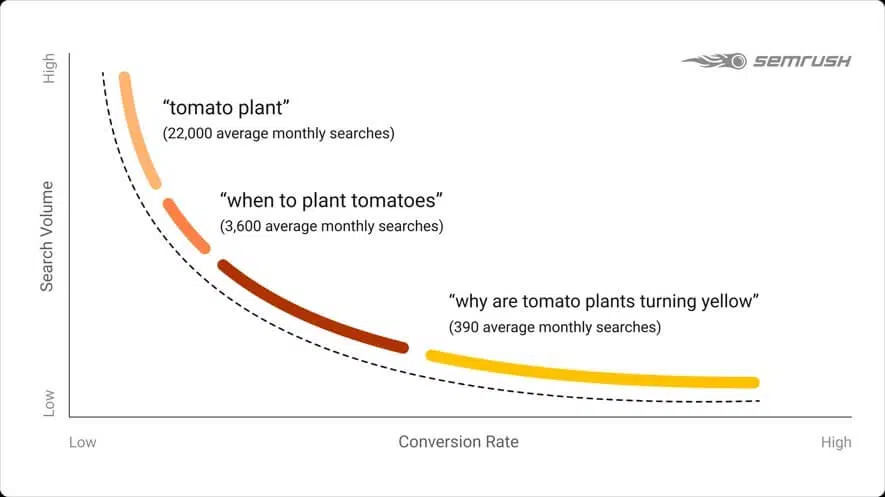 High
semrush
“tomato plant”
(22,000 average monthly searches)
“when to plant tomatoes”
(3,600 average monthly searches)
Search Volume
“why are tomato plants turning yellow”
(390 average monthly searches)
Low
Low
Conversion Rate
High